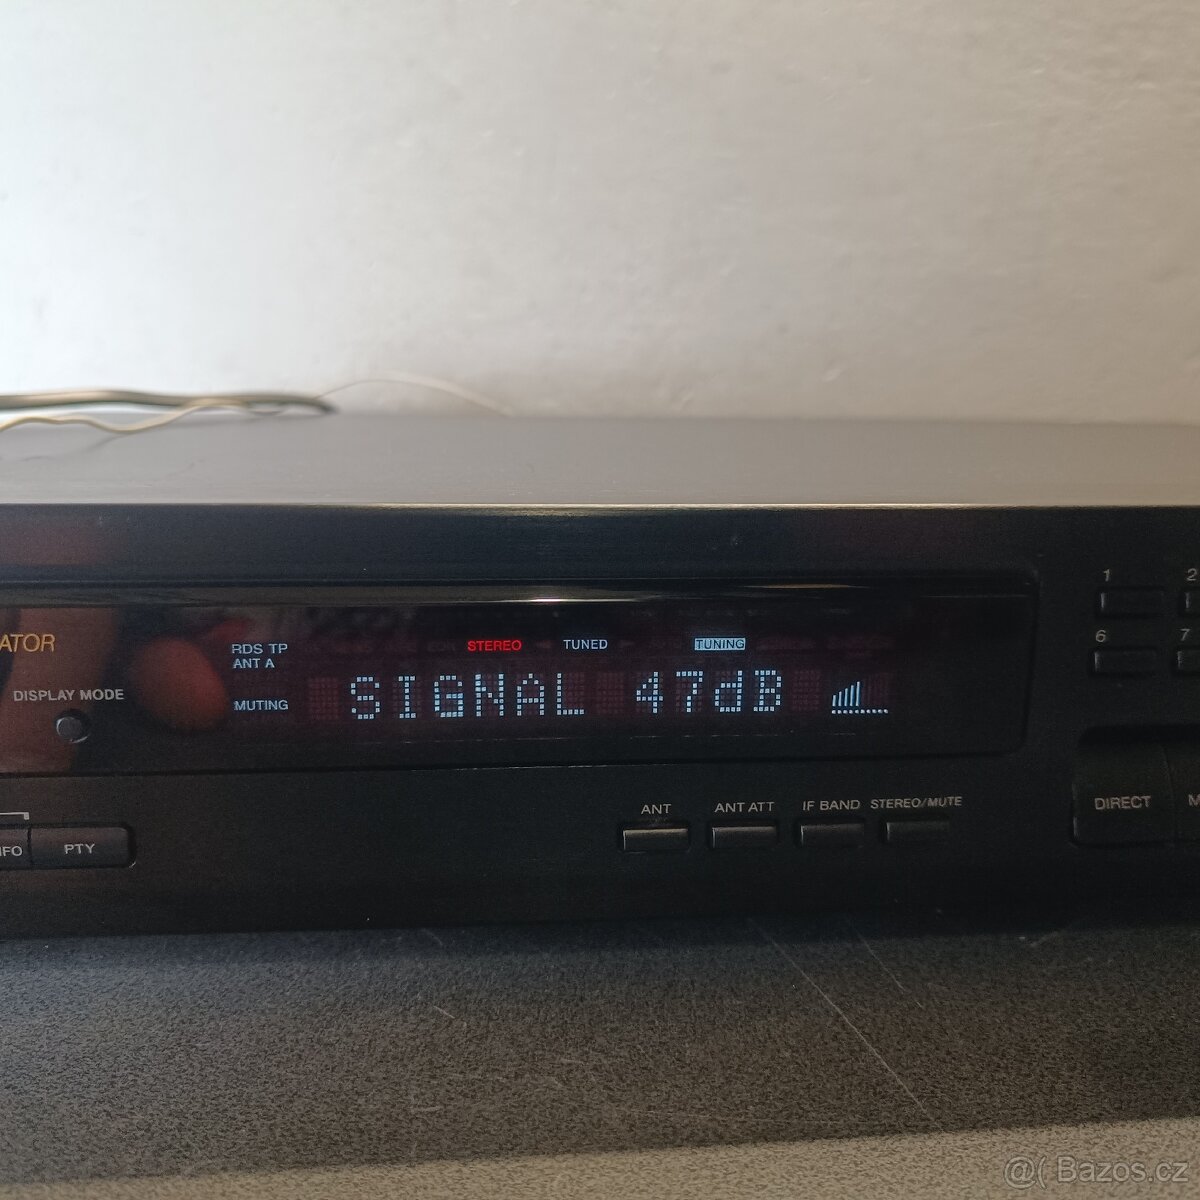 ATOR
DISPLAY MODE
RDS TP
ANT A
MUTING
STEREO TUNED TUNING
SIGNAL 47dB
1 2
6 7
ANT ANT ATT IF BAND STEREO/MUTE
DIRECT M
NFO PTY
@( Bazos.cz